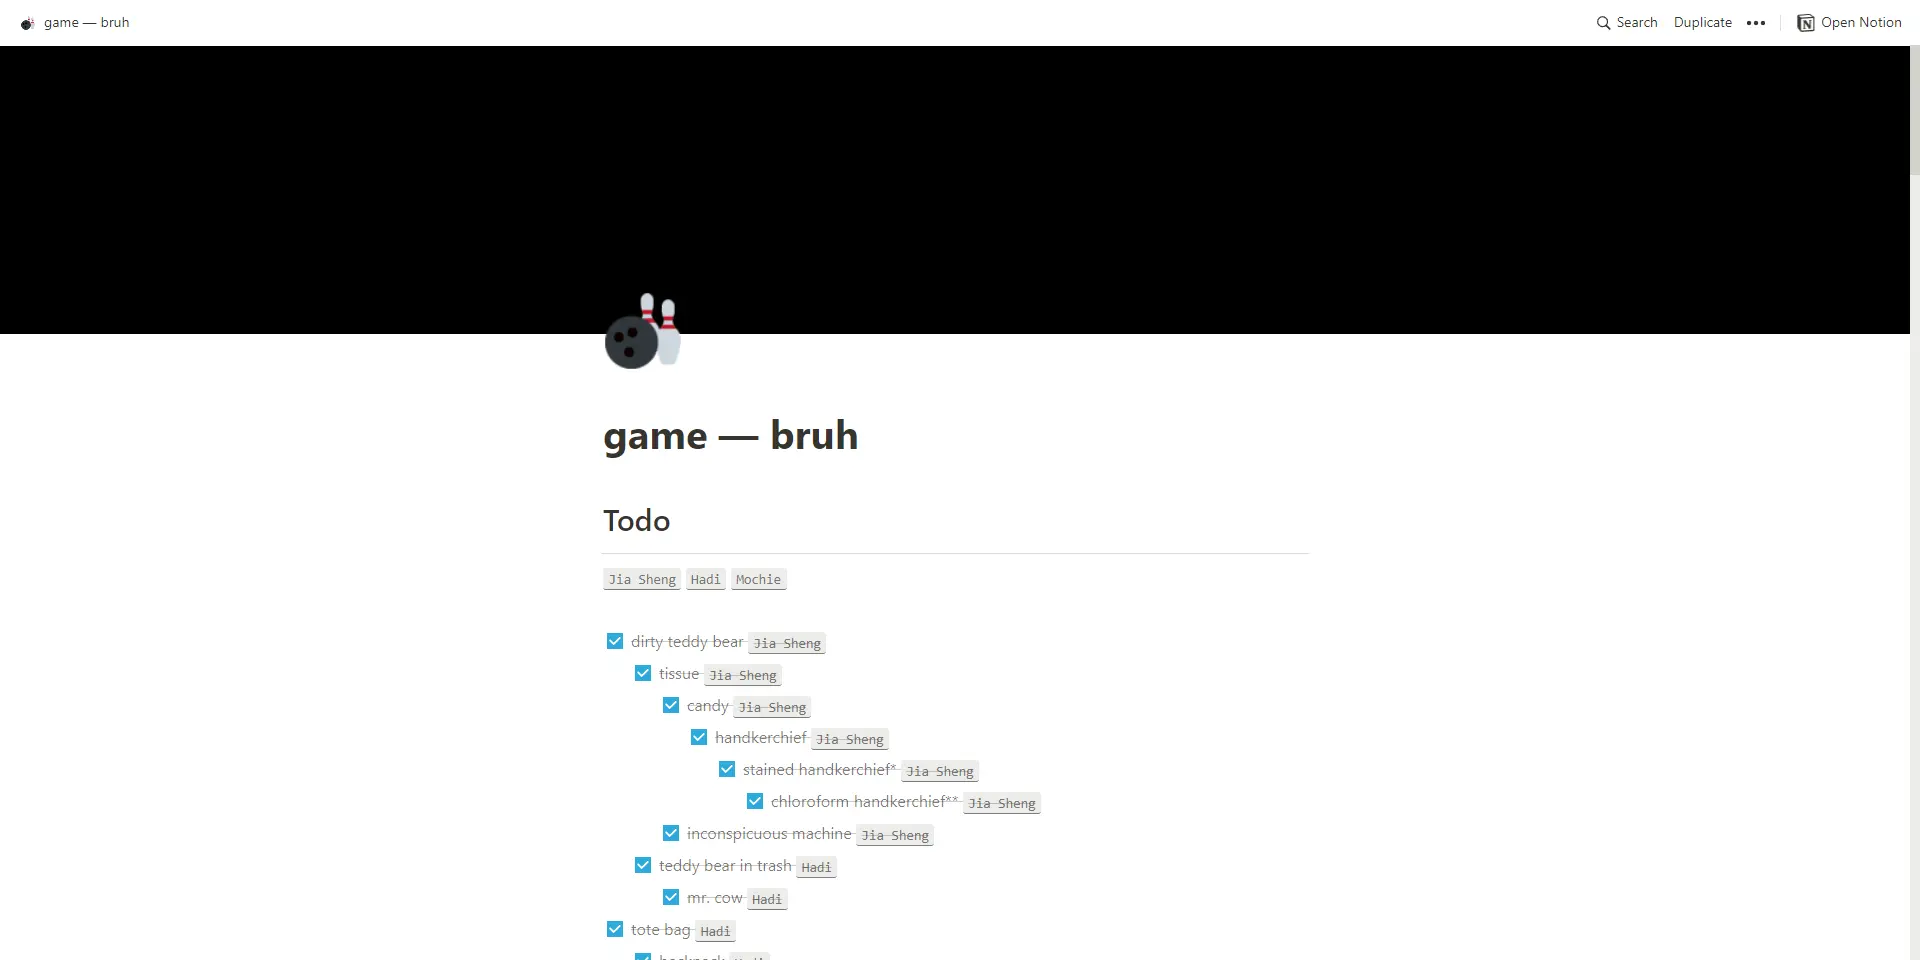 game — bruh
Search Duplicate ••• Open Notion
game — bruh
Todo
Jia Sheng Hadi Mochie
dirty teddy bear Jia Sheng
tissue Jia Sheng
candy Jia Sheng
handkerchief Jia Sheng
stained handkerchief* Jia Sheng
chloroform handkerchief** Jia Sheng
inconspicuous machine Jia Sheng
teddy bear in trash Hadi
mr. cow Hadi
tote bag Hadi